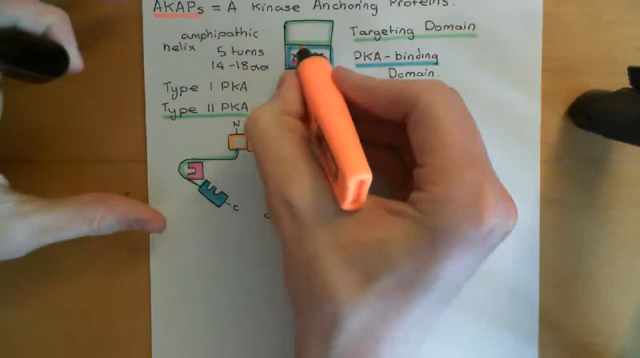 AKAPs = A Kinase Anchoring Proteins.
amphipathic
helix 5 turns
14-18aa
Targeting Domain
PKA-binding
Domain.
Type I PKA
Type II PKA
N
C